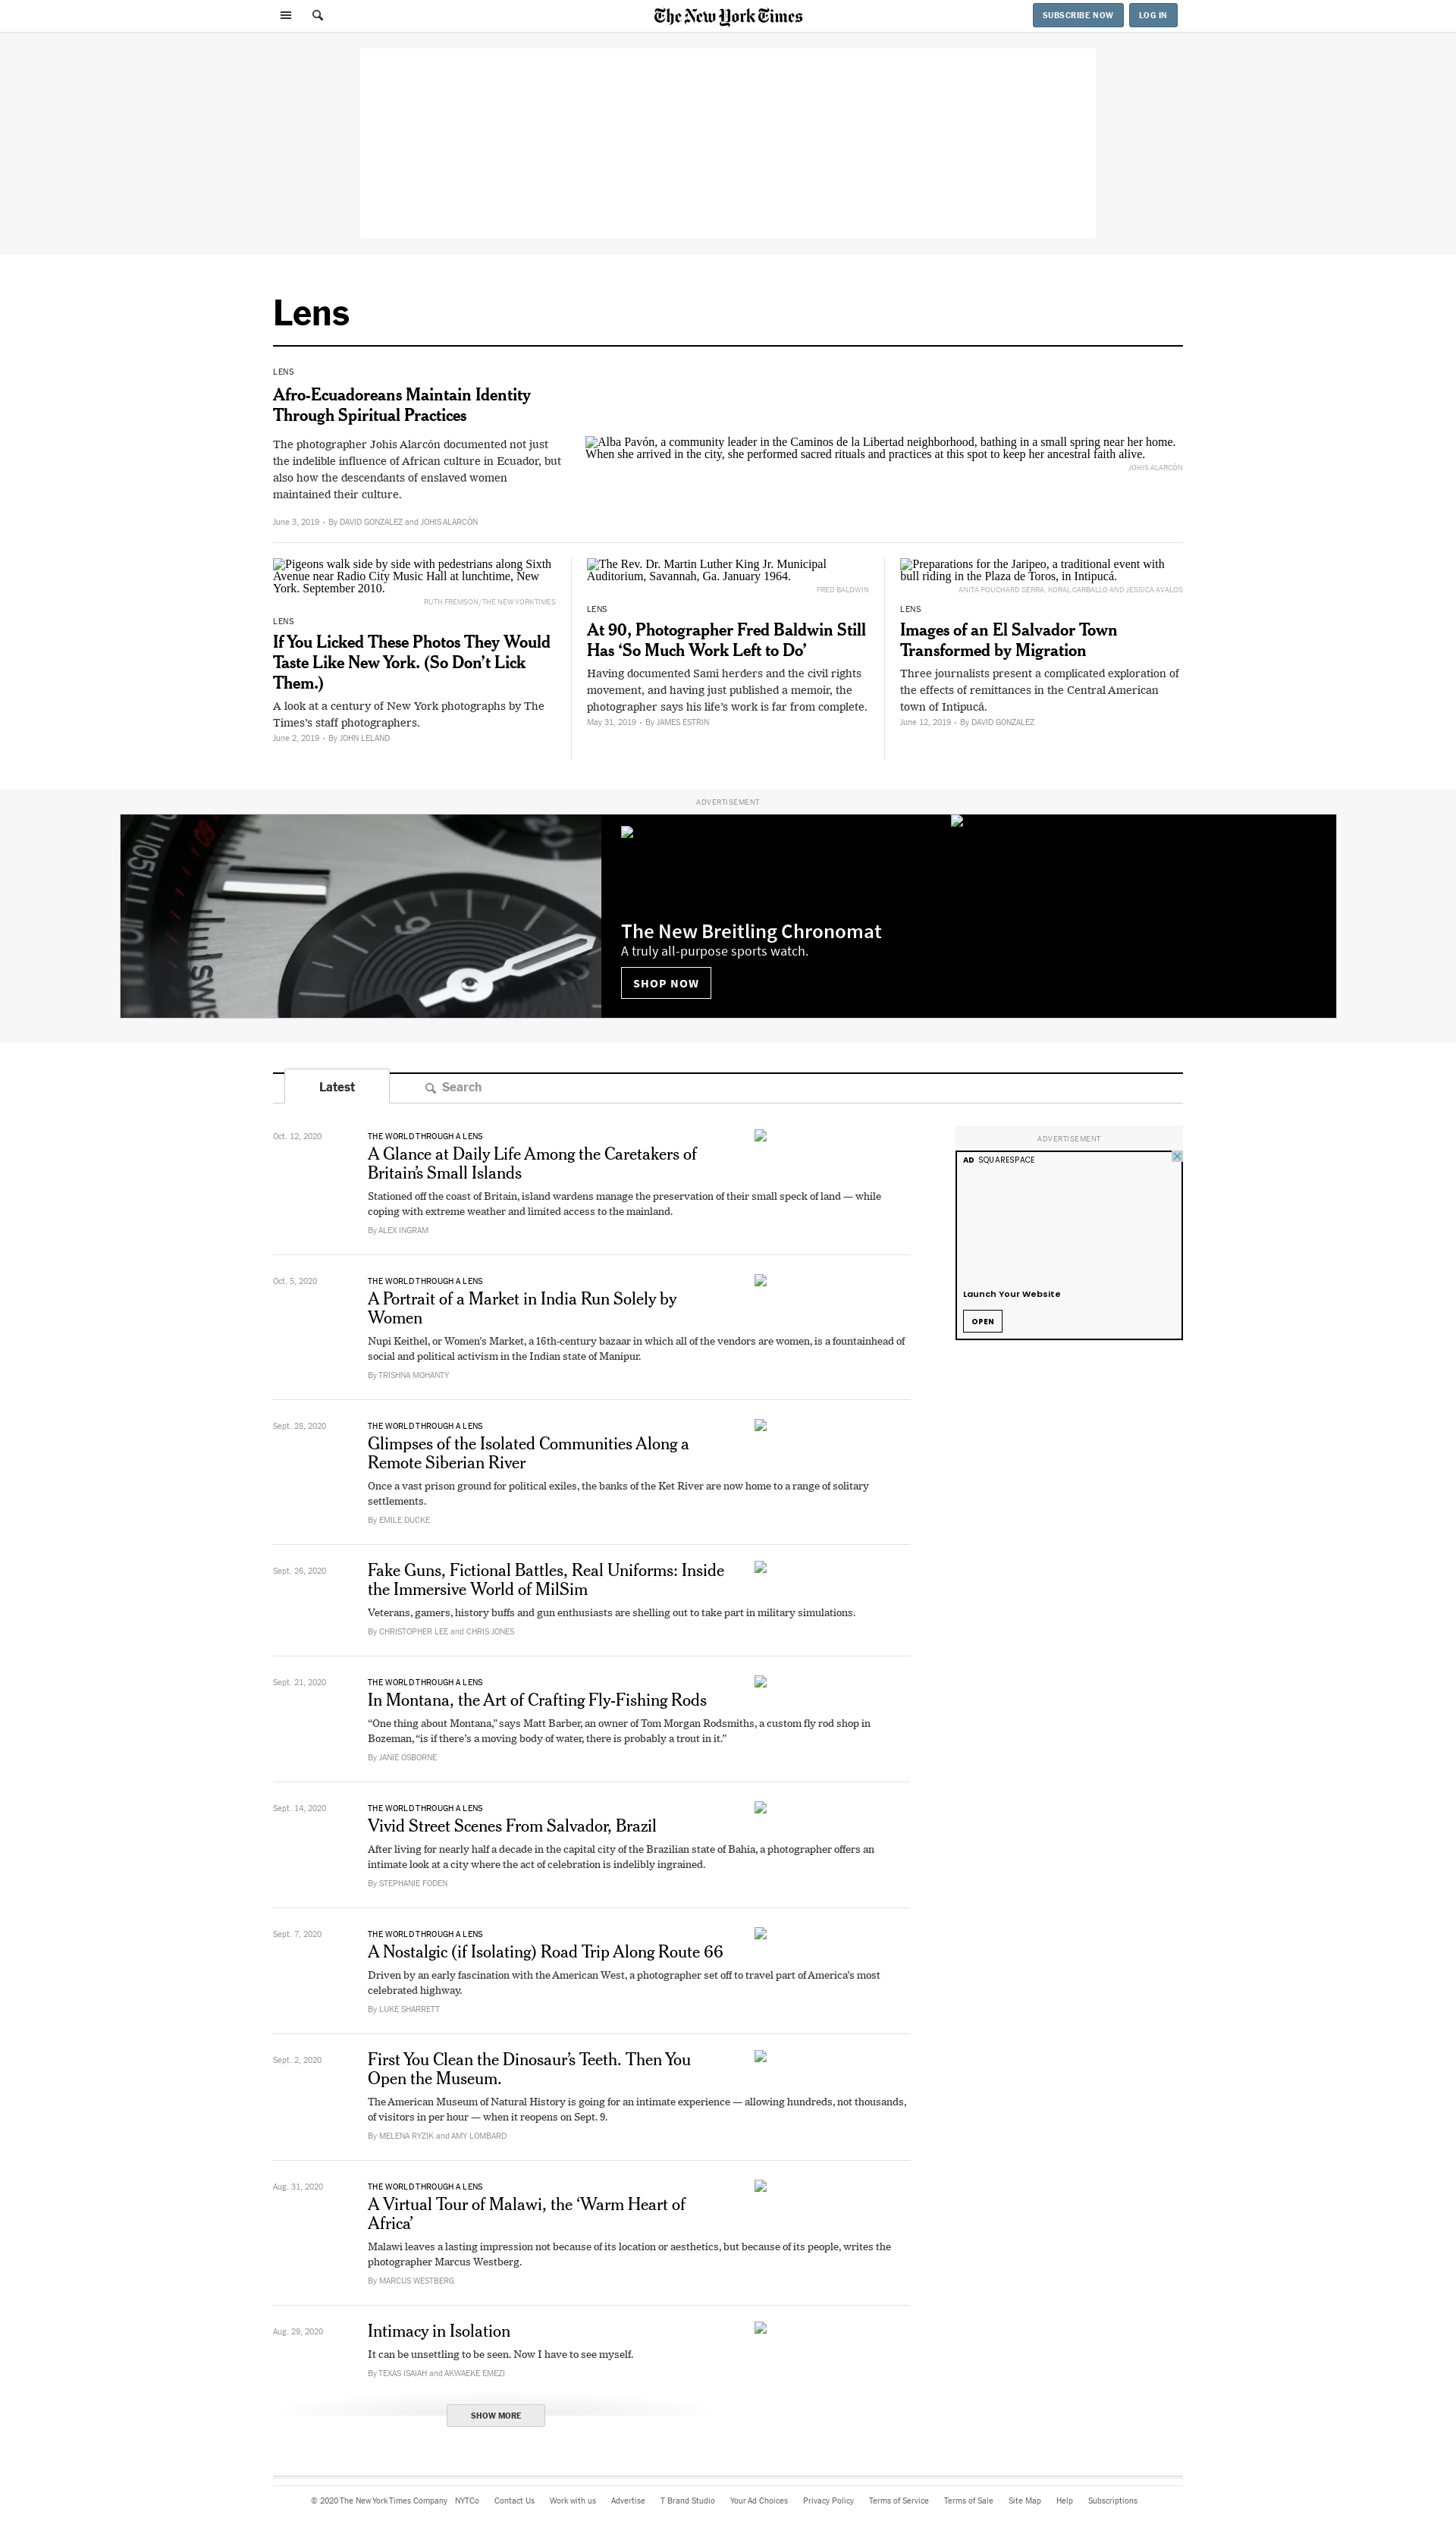 The New York Times
SUBSCRIBE NOW
LOG IN
Lens
LENS
Afro-Ecuadoreans Maintain Identity
Through Spiritual Practices
The photographer Johis Alarcón documented not just
the indelible influence of African culture in Ecuador, but
also how the descendants of enslaved women
maintained their culture.
June 3, 2019 • By DAVID GONZALEZ and JOHIS ALARCÓN
Alba Pavón, a community leader in the Caminos de la Libertad neighborhood, bathing in a small spring near her home.
When she arrived in the city, she performed sacred rituals and practices at this spot to keep her ancestral faith alive.
JOHIS ALARCÓN
Pigeons walk side by side with pedestrians along Sixth
Avenue near Radio City Music Hall at lunchtime, New
York. September 2010.
RUTH FREMSON/THE NEW YORK TIMES
LENS
If You Licked These Photos They Would
Taste Like New York. (So Don’t Lick
Them.)
A look at a century of New York photographs by The
Times’s staff photographers.
June 2, 2019 • By JOHN LELAND
The Rev. Dr. Martin Luther King Jr. Municipal
Auditorium, Savannah, Ga. January 1964.
FRED BALDWIN
LENS
At 90, Photographer Fred Baldwin Still
Has ‘So Much Work Left to Do’
Having documented Sami herders and the civil rights
movement, and having just published a memoir, the
photographer says his life’s work is far from complete.
May 31, 2019 • By JAMES ESTRIN
Preparations for the Jaripeo, a traditional event with
bull riding in the Plaza de Toros, in Intipucá.
ANITA POUCHARD SERRA, KORAL CARBALLO AND JESSICA AVALOS
LENS
Images of an El Salvador Town
Transformed by Migration
Three journalists present a complicated exploration of
the effects of remittances in the Central American
town of Intipucá.
June 12, 2019 • By DAVID GONZALEZ
ADVERTISEMENT
The New Breitling Chronomat
A truly all-purpose sports watch.
SHOP NOW
Latest
Search
Oct. 12, 2020
THE WORLD THROUGH A LENS
A Glance at Daily Life Among the Caretakers of
Britain’s Small Islands
Stationed off the coast of Britain, island wardens manage the preservation of their small speck of land — while
coping with extreme weather and limited access to the mainland.
By ALEX INGRAM
ADVERTISEMENT
AD SQUARESPACE
Launch Your Website
OPEN
Oct. 5, 2020
THE WORLD THROUGH A LENS
A Portrait of a Market in India Run Solely by
Women
Nupi Keithel, or Women’s Market, a 16th-century bazaar in which all of the vendors are women, is a fountainhead of
social and political activism in the Indian state of Manipur.
By TRISHNA MOHANTY
Sept. 28, 2020
THE WORLD THROUGH A LENS
Glimpses of the Isolated Communities Along a
Remote Siberian River
Once a vast prison ground for political exiles, the banks of the Ket River are now home to a range of solitary
settlements.
By EMILE DUCKE
Sept. 26, 2020
Fake Guns, Fictional Battles, Real Uniforms: Inside
the Immersive World of MilSim
Veterans, gamers, history buffs and gun enthusiasts are shelling out to take part in military simulations.
By CHRISTOPHER LEE and CHRIS JONES
Sept. 21, 2020
THE WORLD THROUGH A LENS
In Montana, the Art of Crafting Fly-Fishing Rods
“One thing about Montana,” says Matt Barber, an owner of Tom Morgan Rodsmiths, a custom fly rod shop in
Bozeman, “is if there’s a moving body of water, there is probably a trout in it.”
By JANIE OSBORNE
Sept. 14, 2020
THE WORLD THROUGH A LENS
Vivid Street Scenes From Salvador, Brazil
After living for nearly half a decade in the capital city of the Brazilian state of Bahia, a photographer offers an
intimate look at a city where the act of celebration is indelibly ingrained.
By STEPHANIE FODEN
Sept. 7, 2020
THE WORLD THROUGH A LENS
A Nostalgic (if Isolating) Road Trip Along Route 66
Driven by an early fascination with the American West, a photographer set off to travel part of America’s most
celebrated highway.
By LUKE SHARRETT
Sept. 2, 2020
First You Clean the Dinosaur’s Teeth. Then You
Open the Museum.
The American Museum of Natural History is going for an intimate experience — allowing hundreds, not thousands,
of visitors in per hour — when it reopens on Sept. 9.
By MELENA RYZIK and AMY LOMBARD
Aug. 31, 2020
THE WORLD THROUGH A LENS
A Virtual Tour of Malawi, the ‘Warm Heart of
Africa’
Malawi leaves a lasting impression not because of its location or aesthetics, but because of its people, writes the
photographer Marcus Westberg.
By MARCUS WESTBERG
Aug. 29, 2020
Intimacy in Isolation
It can be unsettling to be seen. Now I have to see myself.
By TEXAS ISAIAH and AKWAEKE EMEZI
SHOW MORE
© 2020 The New York Times Company NYTCo Contact Us Work with us Advertise T Brand Studio Your Ad Choices Privacy Policy Terms of Service Terms of Sale Site Map Help Subscriptions